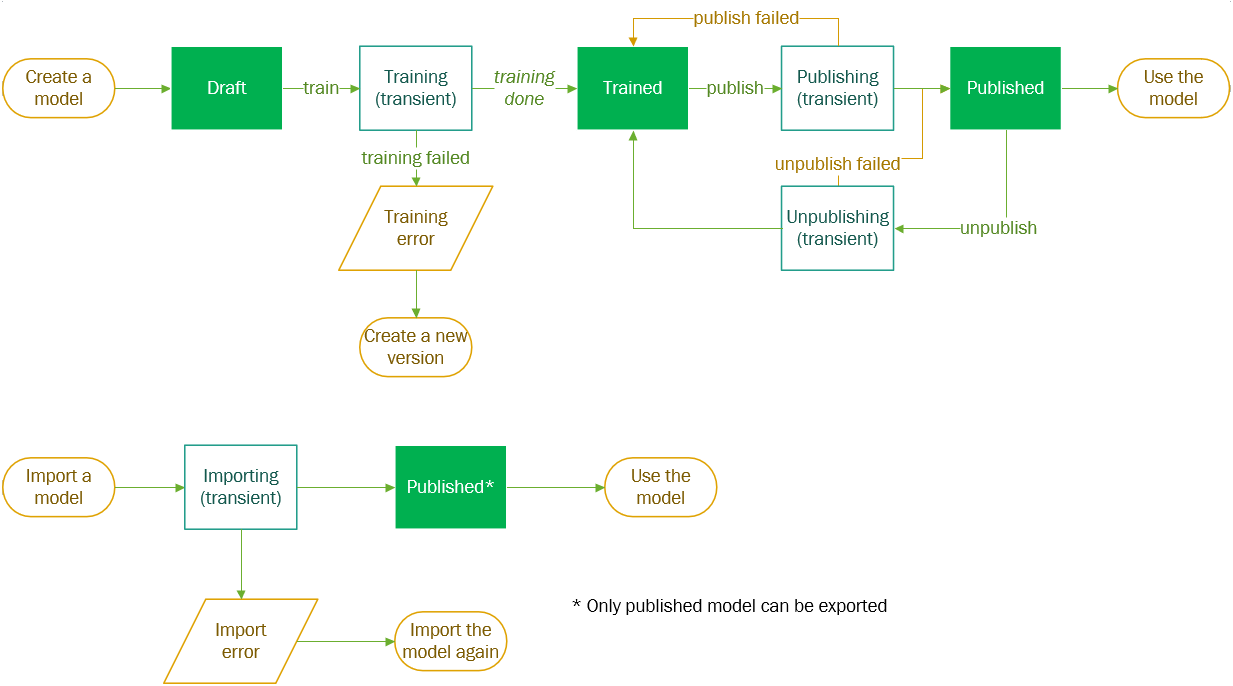 publish failed
Create a
model
Draft
train
Training
(transient)
training
done
Trained
publish
Publishing
(transient)
Published
Use the
model
training failed
unpublish failed
Training
error
Unpublishing
(transient)
unpublish
Create a new
version
Import a
model
Importing
(transient)
Published*
Use the
model
* Only published model can be exported
Import
error
Import the
model again